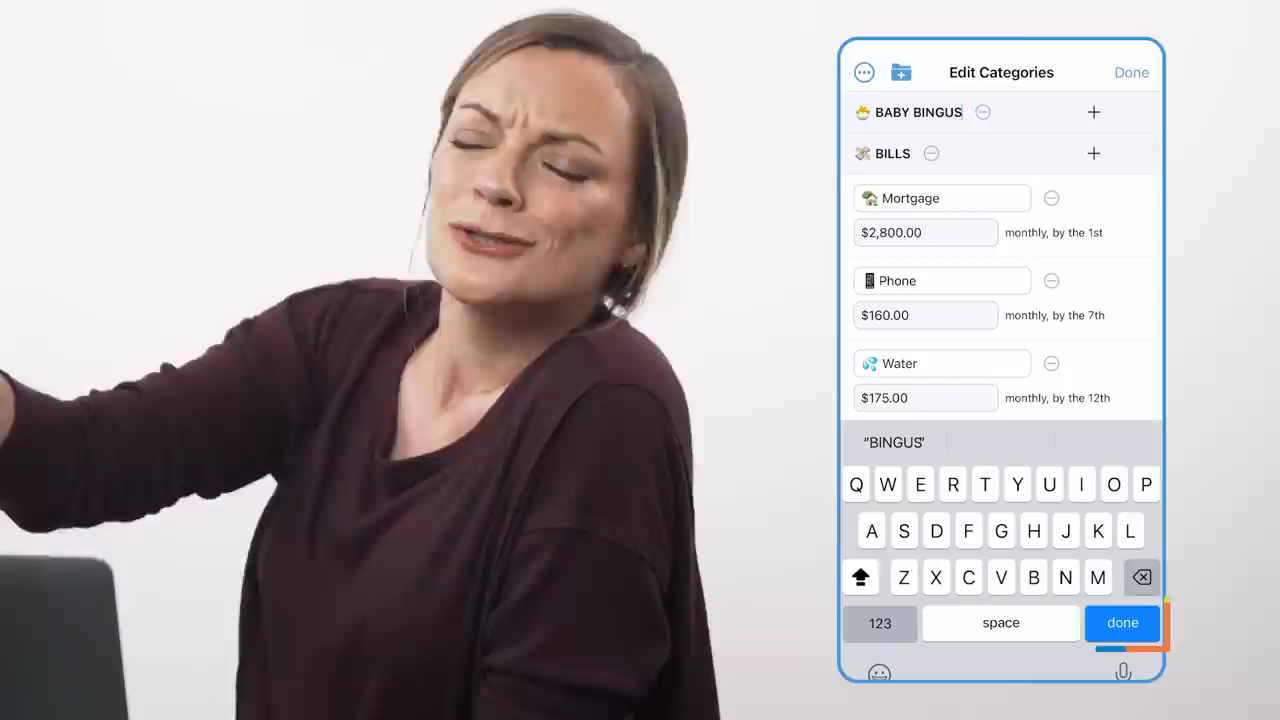 Edit Categories
Done
🐣 BABY BINGUS
💸 BILLS
🏡 Mortgage
$2,800.00
monthly, by the 1st
📱 Phone
$160.00
monthly, by the 7th
💦 Water
$175.00
monthly, by the 12th
“BINGUS”
Q W E R T Y U I O P
A S D F G H J K L
Z X C V B N M
123
space
done